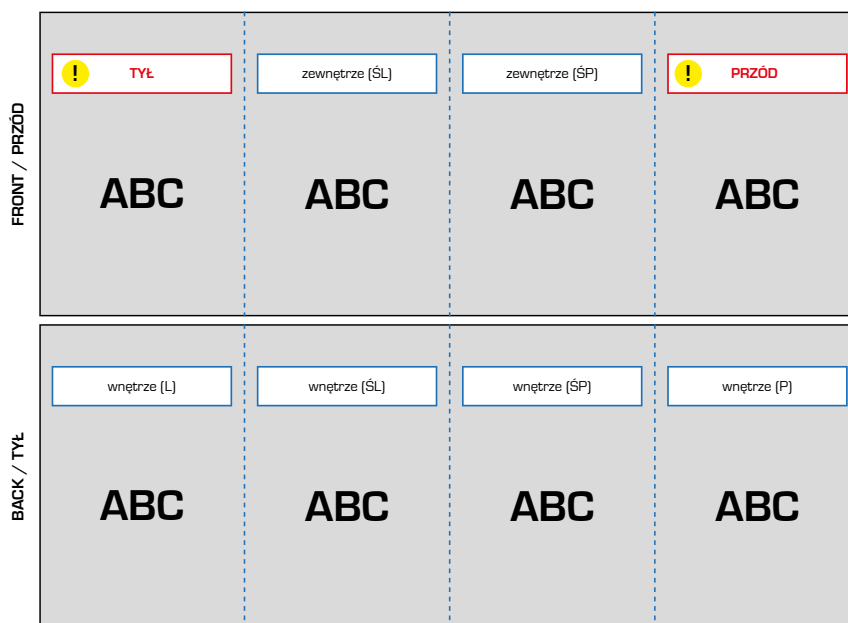 FRONT / PRZÓD
! TYŁ
zewnętrze (ŚL)
zewnętrze (ŚP)
! PRZÓD
ABC
ABC
ABC
ABC
BACK / TYŁ
wnętrze (L)
wnętrze (ŚL)
wnętrze (ŚP)
wnętrze (P)
ABC
ABC
ABC
ABC